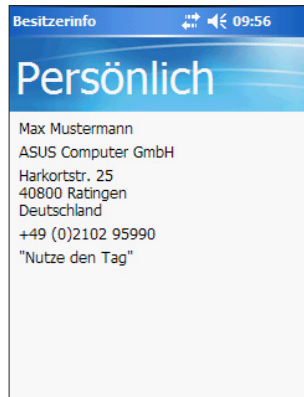 Besitzerinfo 09:56
Persönlich
Max Mustermann
ASUS Computer GmbH
Harkortstr. 25
40800 Ratingen
Deutschland
+49 (0)2102 95990
"Nutze den Tag"